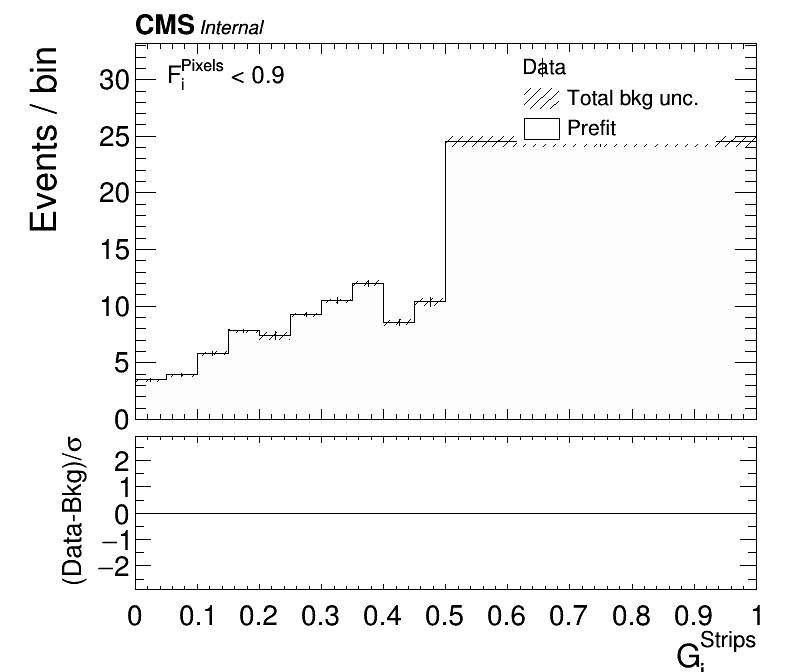 CMS Internal
F_i^Pixels < 0.9
Data
Total bkg unc.
Prefit
Events / bin
30
25
20
15
10
5
0
(Data-Bkg)/σ
2
1
0
−1
−2
0 0.1 0.2 0.3 0.4 0.5 0.6 0.7 0.8 0.9 1
G_i^Strips